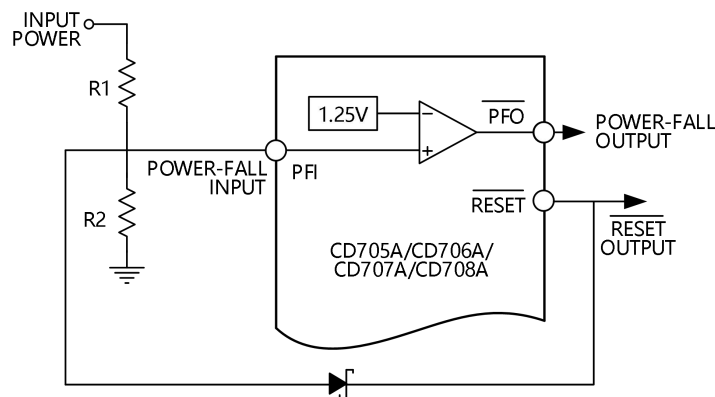 INPUT
POWER
R1
1.25V
−
+
PFO
POWER-FALL
OUTPUT
POWER-FALL
INPUT
PFI
RESET
RESET
OUTPUT
R2
CD705A/CD706A/
CD707A/CD708A